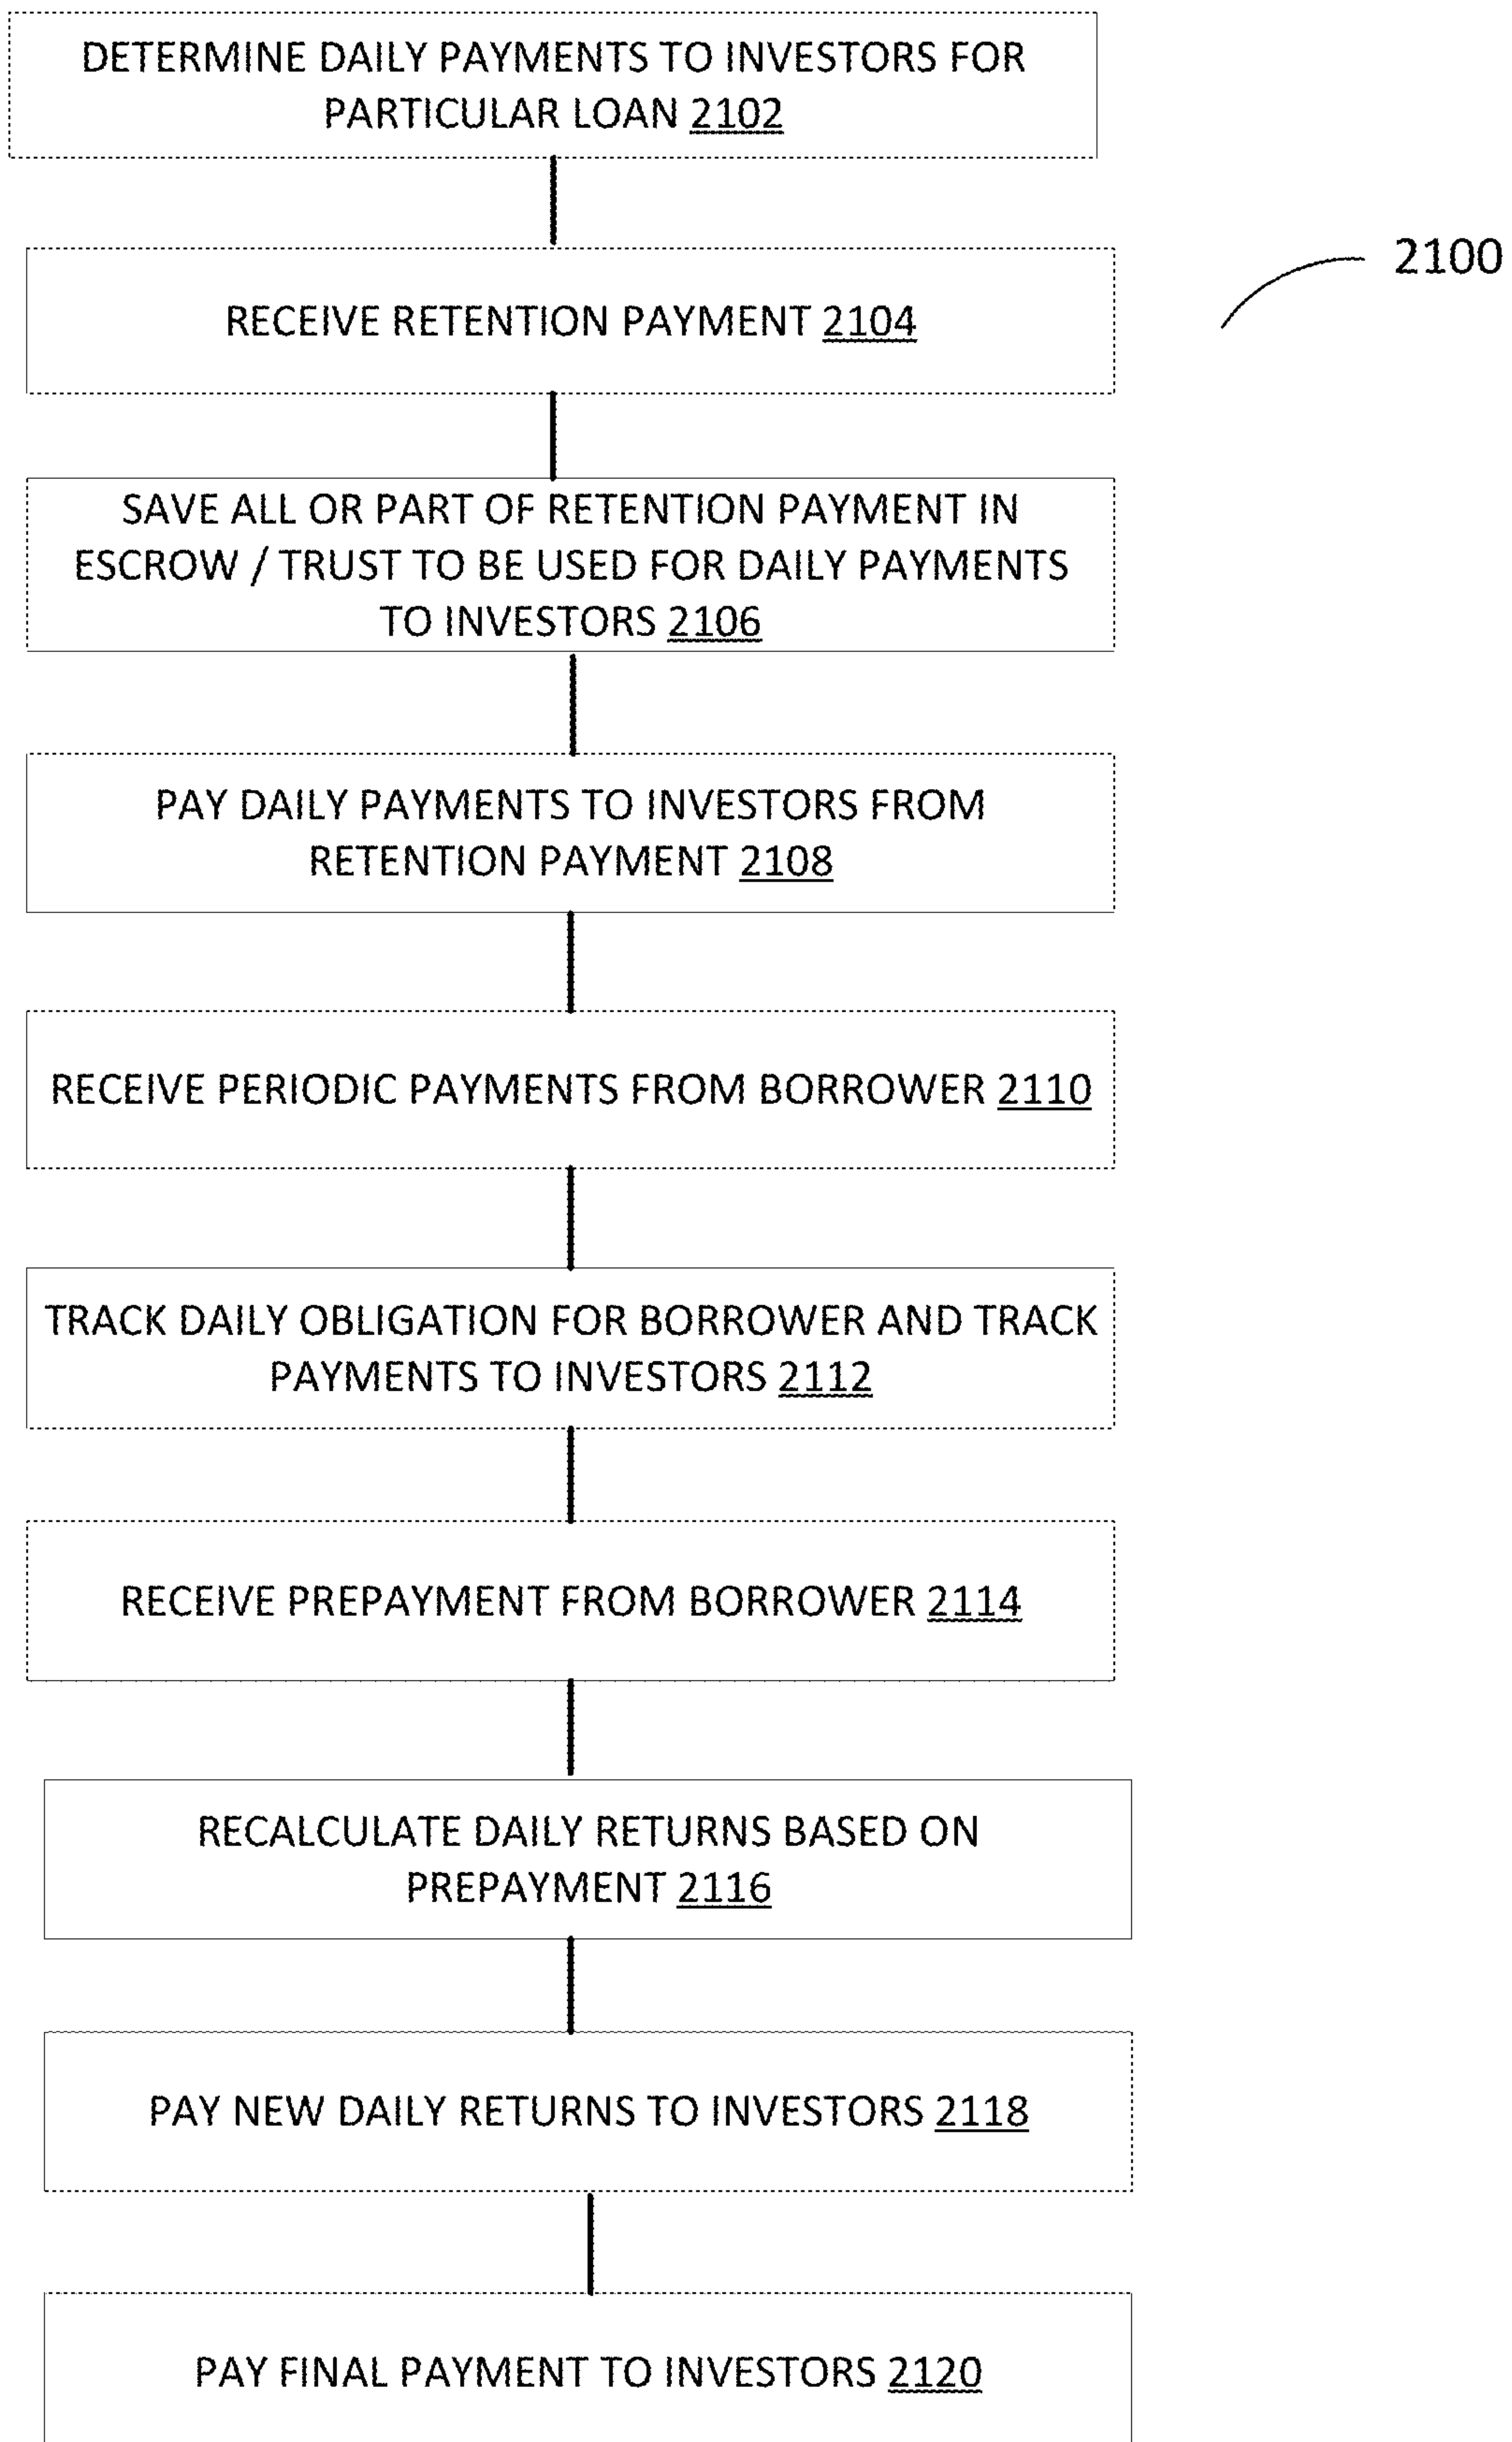 DETERMINE DAILY PAYMENTS TO INVESTORS FOR
PARTICULAR LOAN 2102
2100
RECEIVE RETENTION PAYMENT 2104
SAVE ALL OR PART OF RETENTION PAYMENT IN
ESCROW / TRUST TO BE USED FOR DAILY PAYMENTS
TO INVESTORS 2106
PAY DAILY PAYMENTS TO INVESTORS FROM
RETENTION PAYMENT 2108
RECEIVE PERIODIC PAYMENTS FROM BORROWER 2110
TRACK DAILY OBLIGATION FOR BORROWER AND TRACK
PAYMENTS TO INVESTORS 2112
RECEIVE PREPAYMENT FROM BORROWER 2114
RECALCULATE DAILY RETURNS BASED ON
PREPAYMENT 2116
PAY NEW DAILY RETURNS TO INVESTORS 2118
PAY FINAL PAYMENT TO INVESTORS 2120